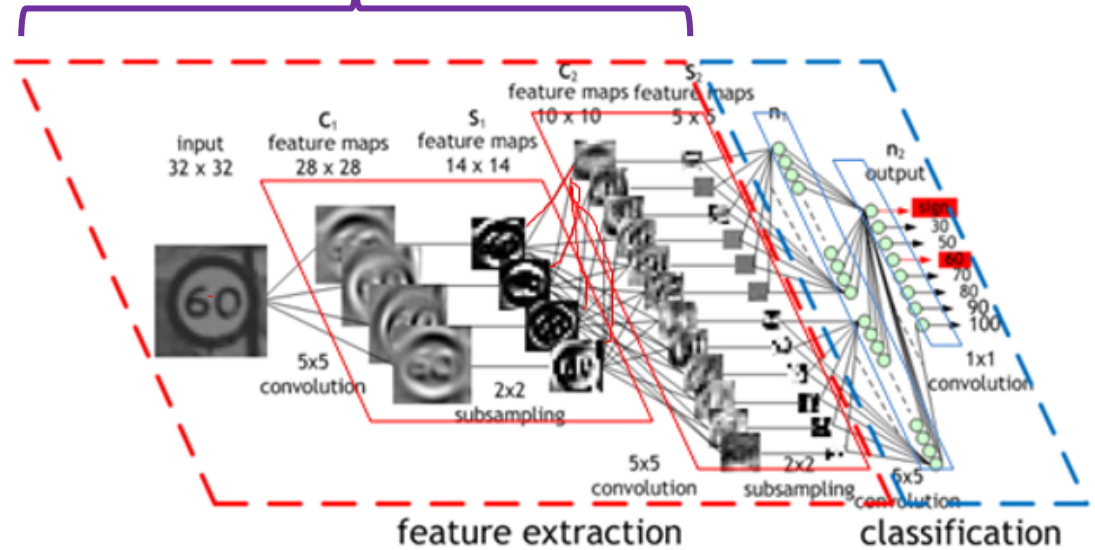 input
32 x 32
C1
feature maps
28 x 28
S1
feature maps
14 x 14
C2
feature maps
10 x 10
S2
feature maps
5 x 5
n1
n2
output
60
sign
30
50
60
70
80
90
100
5x5
convolution
2x2
subsampling
5x5
convolution
2x2
subsampling
5x5
convolution
1x1
convolution
feature extraction
classification